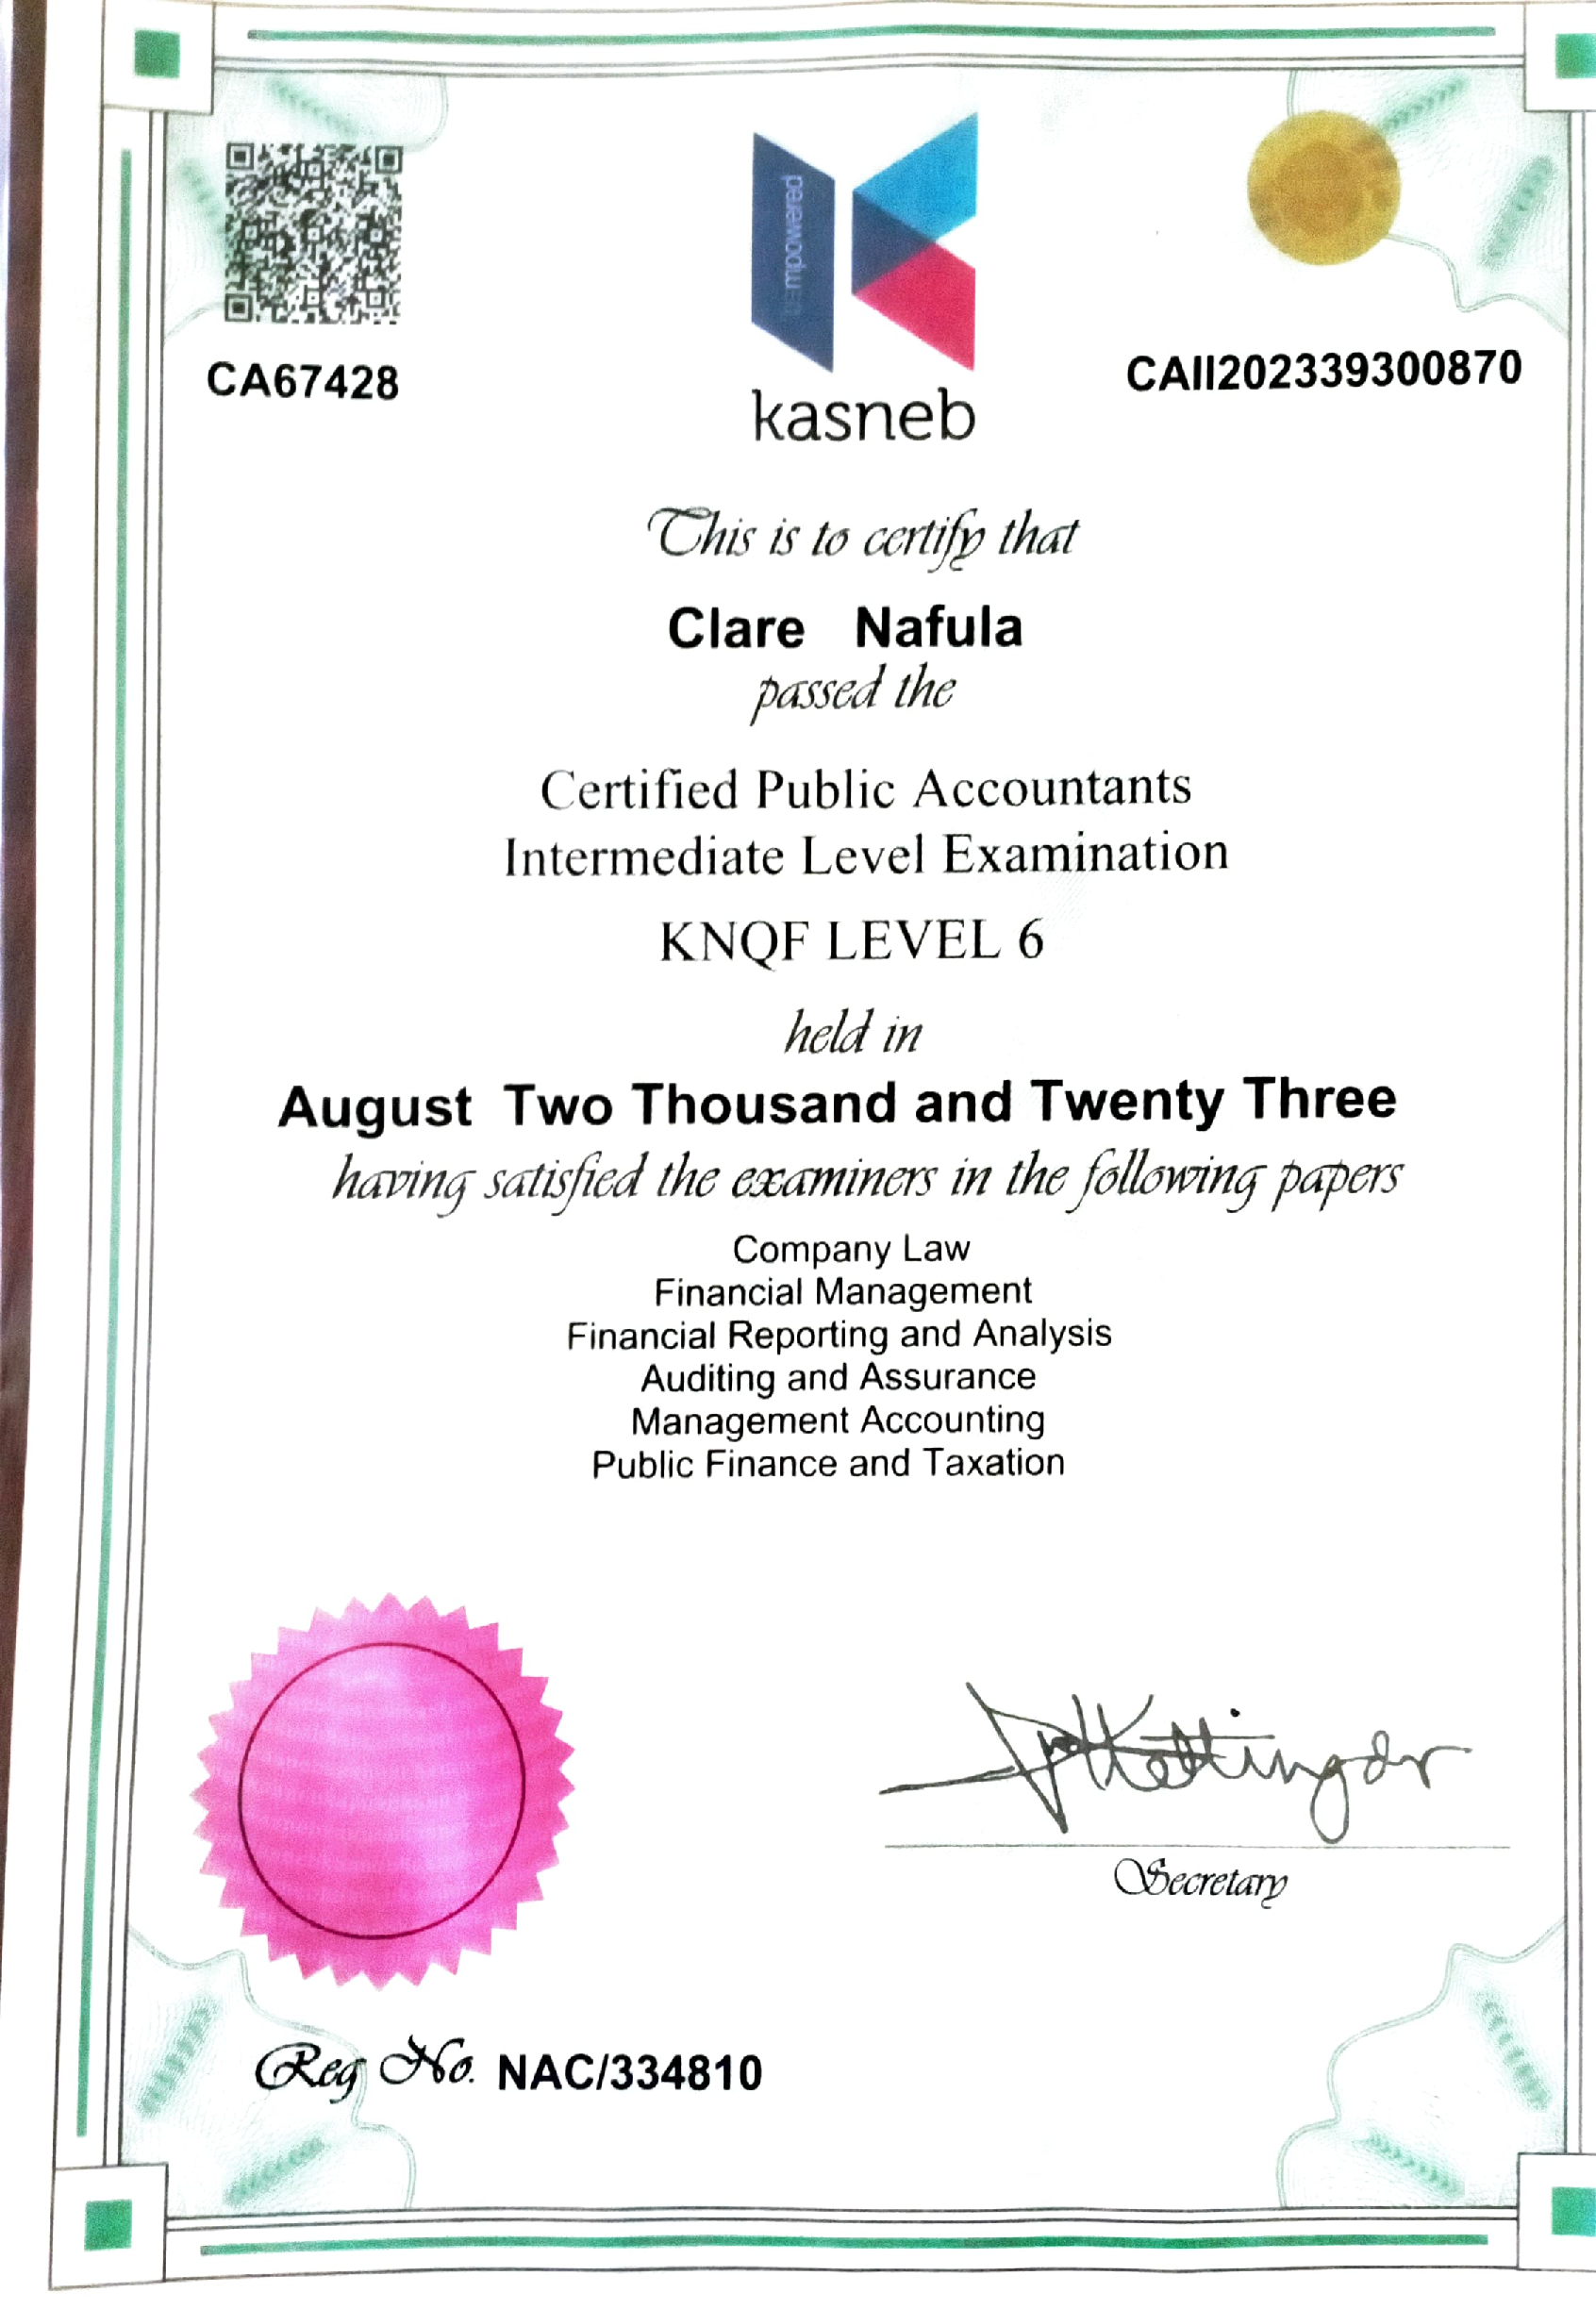 empowered
kasneb
CA67428
CAII202339300870
This is to certify that
Clare Nafula
passed the
Certified Public Accountants
Intermediate Level Examination
KNQF LEVEL 6
held in
August Two Thousand and Twenty Three
having satisfied the examiners in the following papers
Company Law
Financial Management
Financial Reporting and Analysis
Auditing and Assurance
Management Accounting
Public Finance and Taxation
Secretary
Reg No. NAC/334810